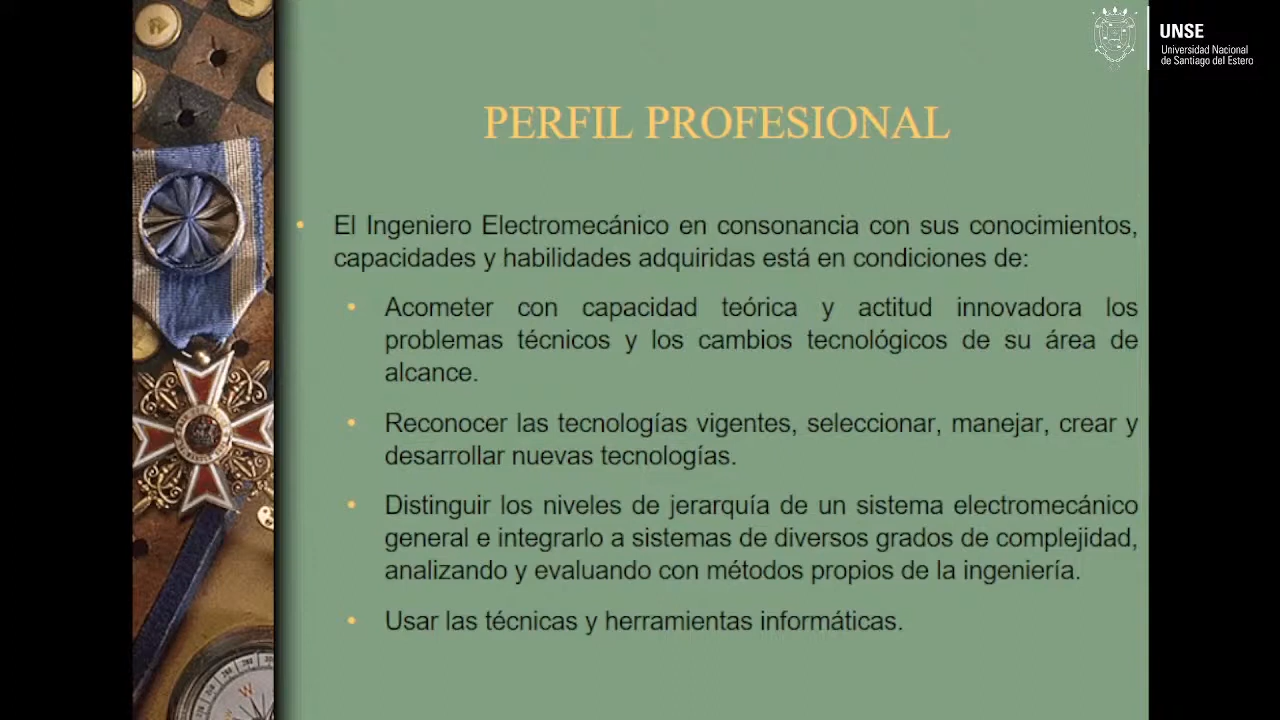 UNSE
Universidad Nacional
de Santiago del Estero
PERFIL PROFESIONAL
• El Ingeniero Electromecánico en consonancia con sus conocimientos,
capacidades y habilidades adquiridas está en condiciones de:
• Acometer con capacidad teórica y actitud innovadora los
problemas técnicos y los cambios tecnológicos de su área de
alcance.
• Reconocer las tecnologías vigentes, seleccionar, manejar, crear y
desarrollar nuevas tecnologías.
• Distinguir los niveles de jerarquía de un sistema electromecánico
general e integrarlo a sistemas de diversos grados de complejidad,
analizando y evaluando con métodos propios de la ingeniería.
• Usar las técnicas y herramientas informáticas.
W